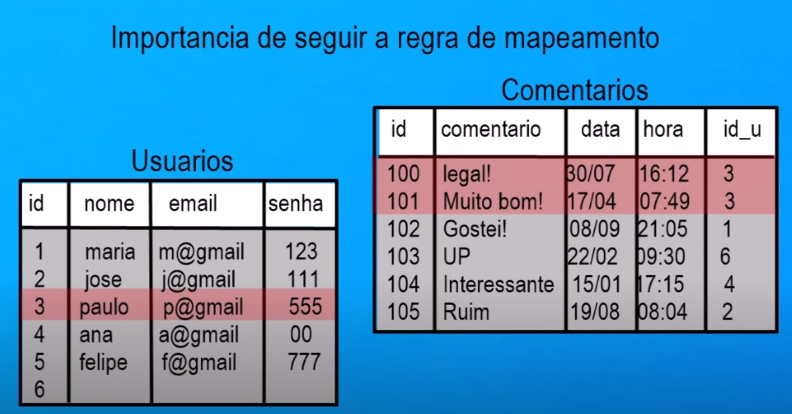 Importancia de seguir a regra de mapeamento
Usuarios
id nome email senha
1 maria m@gmail 123
2 jose j@gmail 111
3 paulo p@gmail 555
4 ana a@gmail 00
5 felipe f@gmail 777
6
Comentarios
id comentario data hora id_u
100 legal! 30/07 16:12 3
101 Muito bom! 17/04 07:49 3
102 Gostei! 08/09 21:05 1
103 UP 22/02 09:30 6
104 Interessante 15/01 17:15 4
105 Ruim 19/08 08:04 2